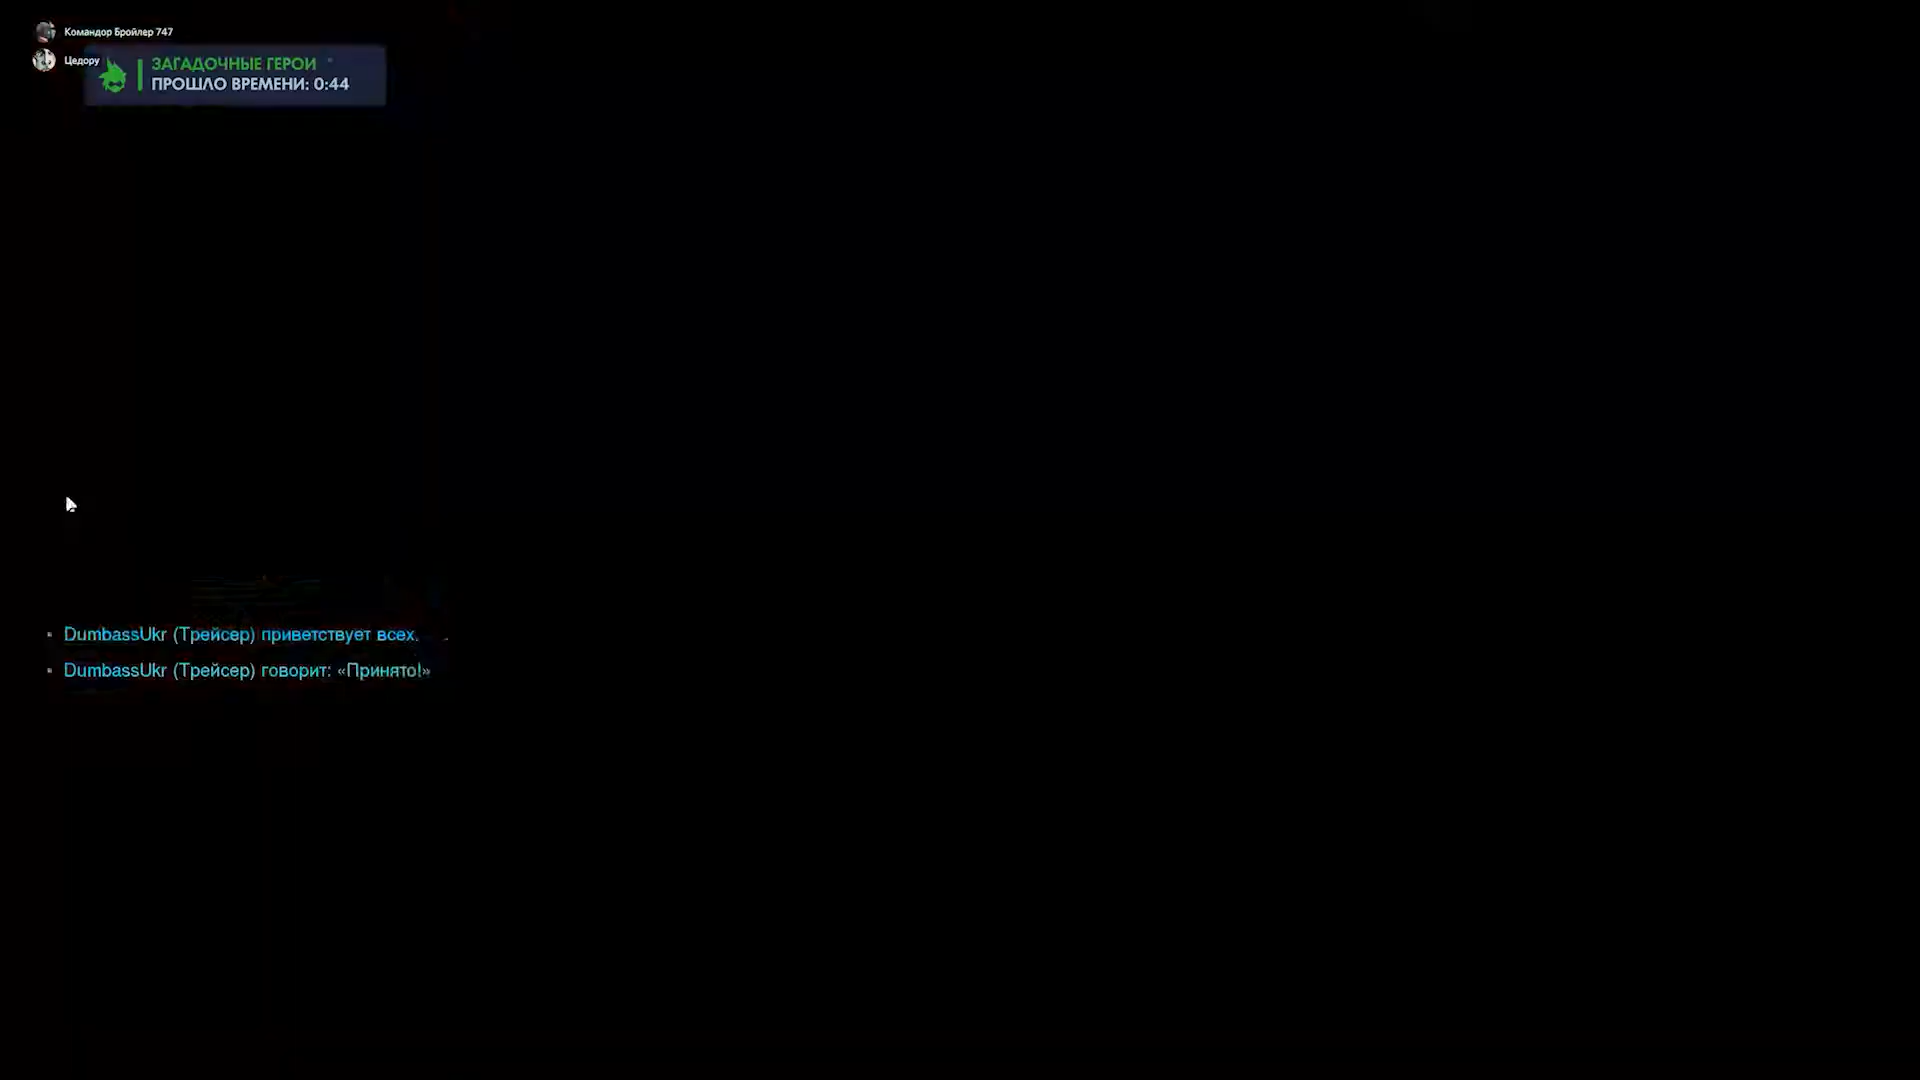 Командор Бройлер 747
Цедору
ЗАГАДОЧНЫЕ ГЕРОИ
ПРОШЛО ВРЕМЕНИ: 0:44
DumbassUkr (Трейсер) приветствует всех.
DumbassUkr (Трейсер) говорит: «Принято!»